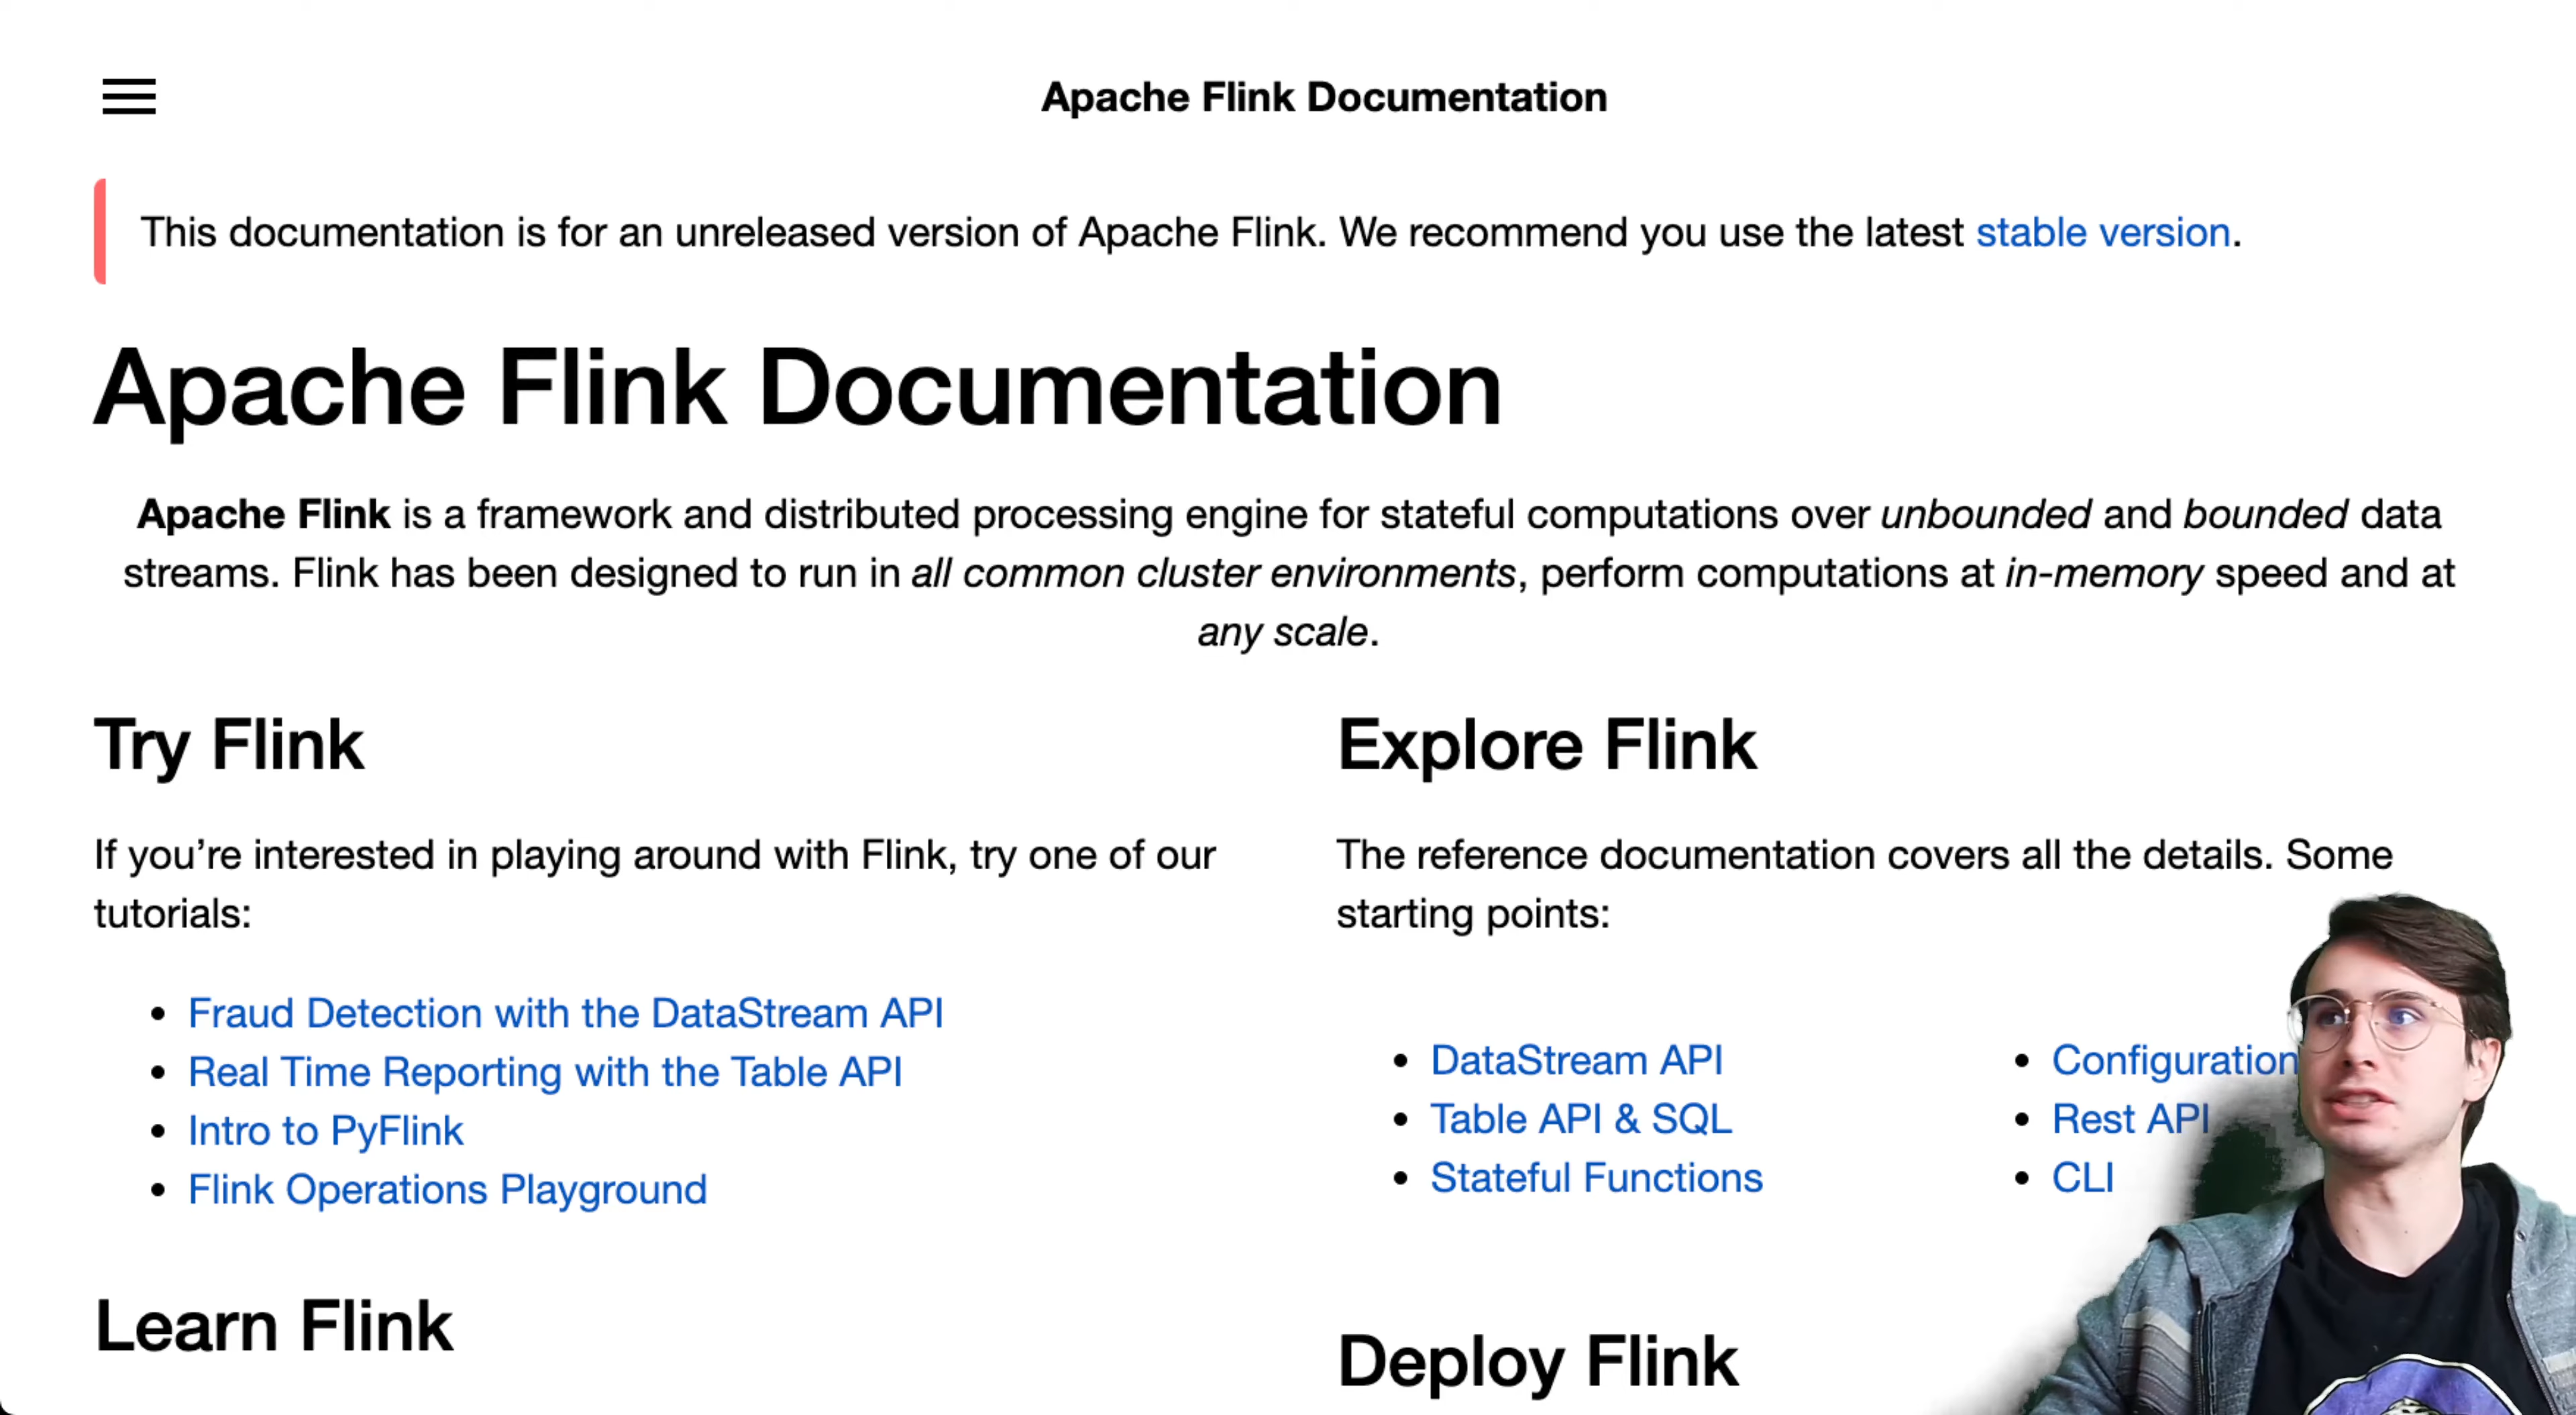 Apache Flink Documentation
This documentation is for an unreleased version of Apache Flink. We recommend you use the latest stable version.
Apache Flink Documentation
Apache Flink is a framework and distributed processing engine for stateful computations over unbounded and bounded data
streams. Flink has been designed to run in all common cluster environments, perform computations at in-memory speed and at
any scale.
Try Flink
If you’re interested in playing around with Flink, try one of our
tutorials:
• Fraud Detection with the DataStream API
• Real Time Reporting with the Table API
• Intro to PyFlink
• Flink Operations Playground
Learn Flink
Explore Flink
The reference documentation covers all the details. Some
starting points:
• DataStream API
• Table API & SQL
• Stateful Functions
• Configuration
• Rest API
• CLI
Deploy Flink